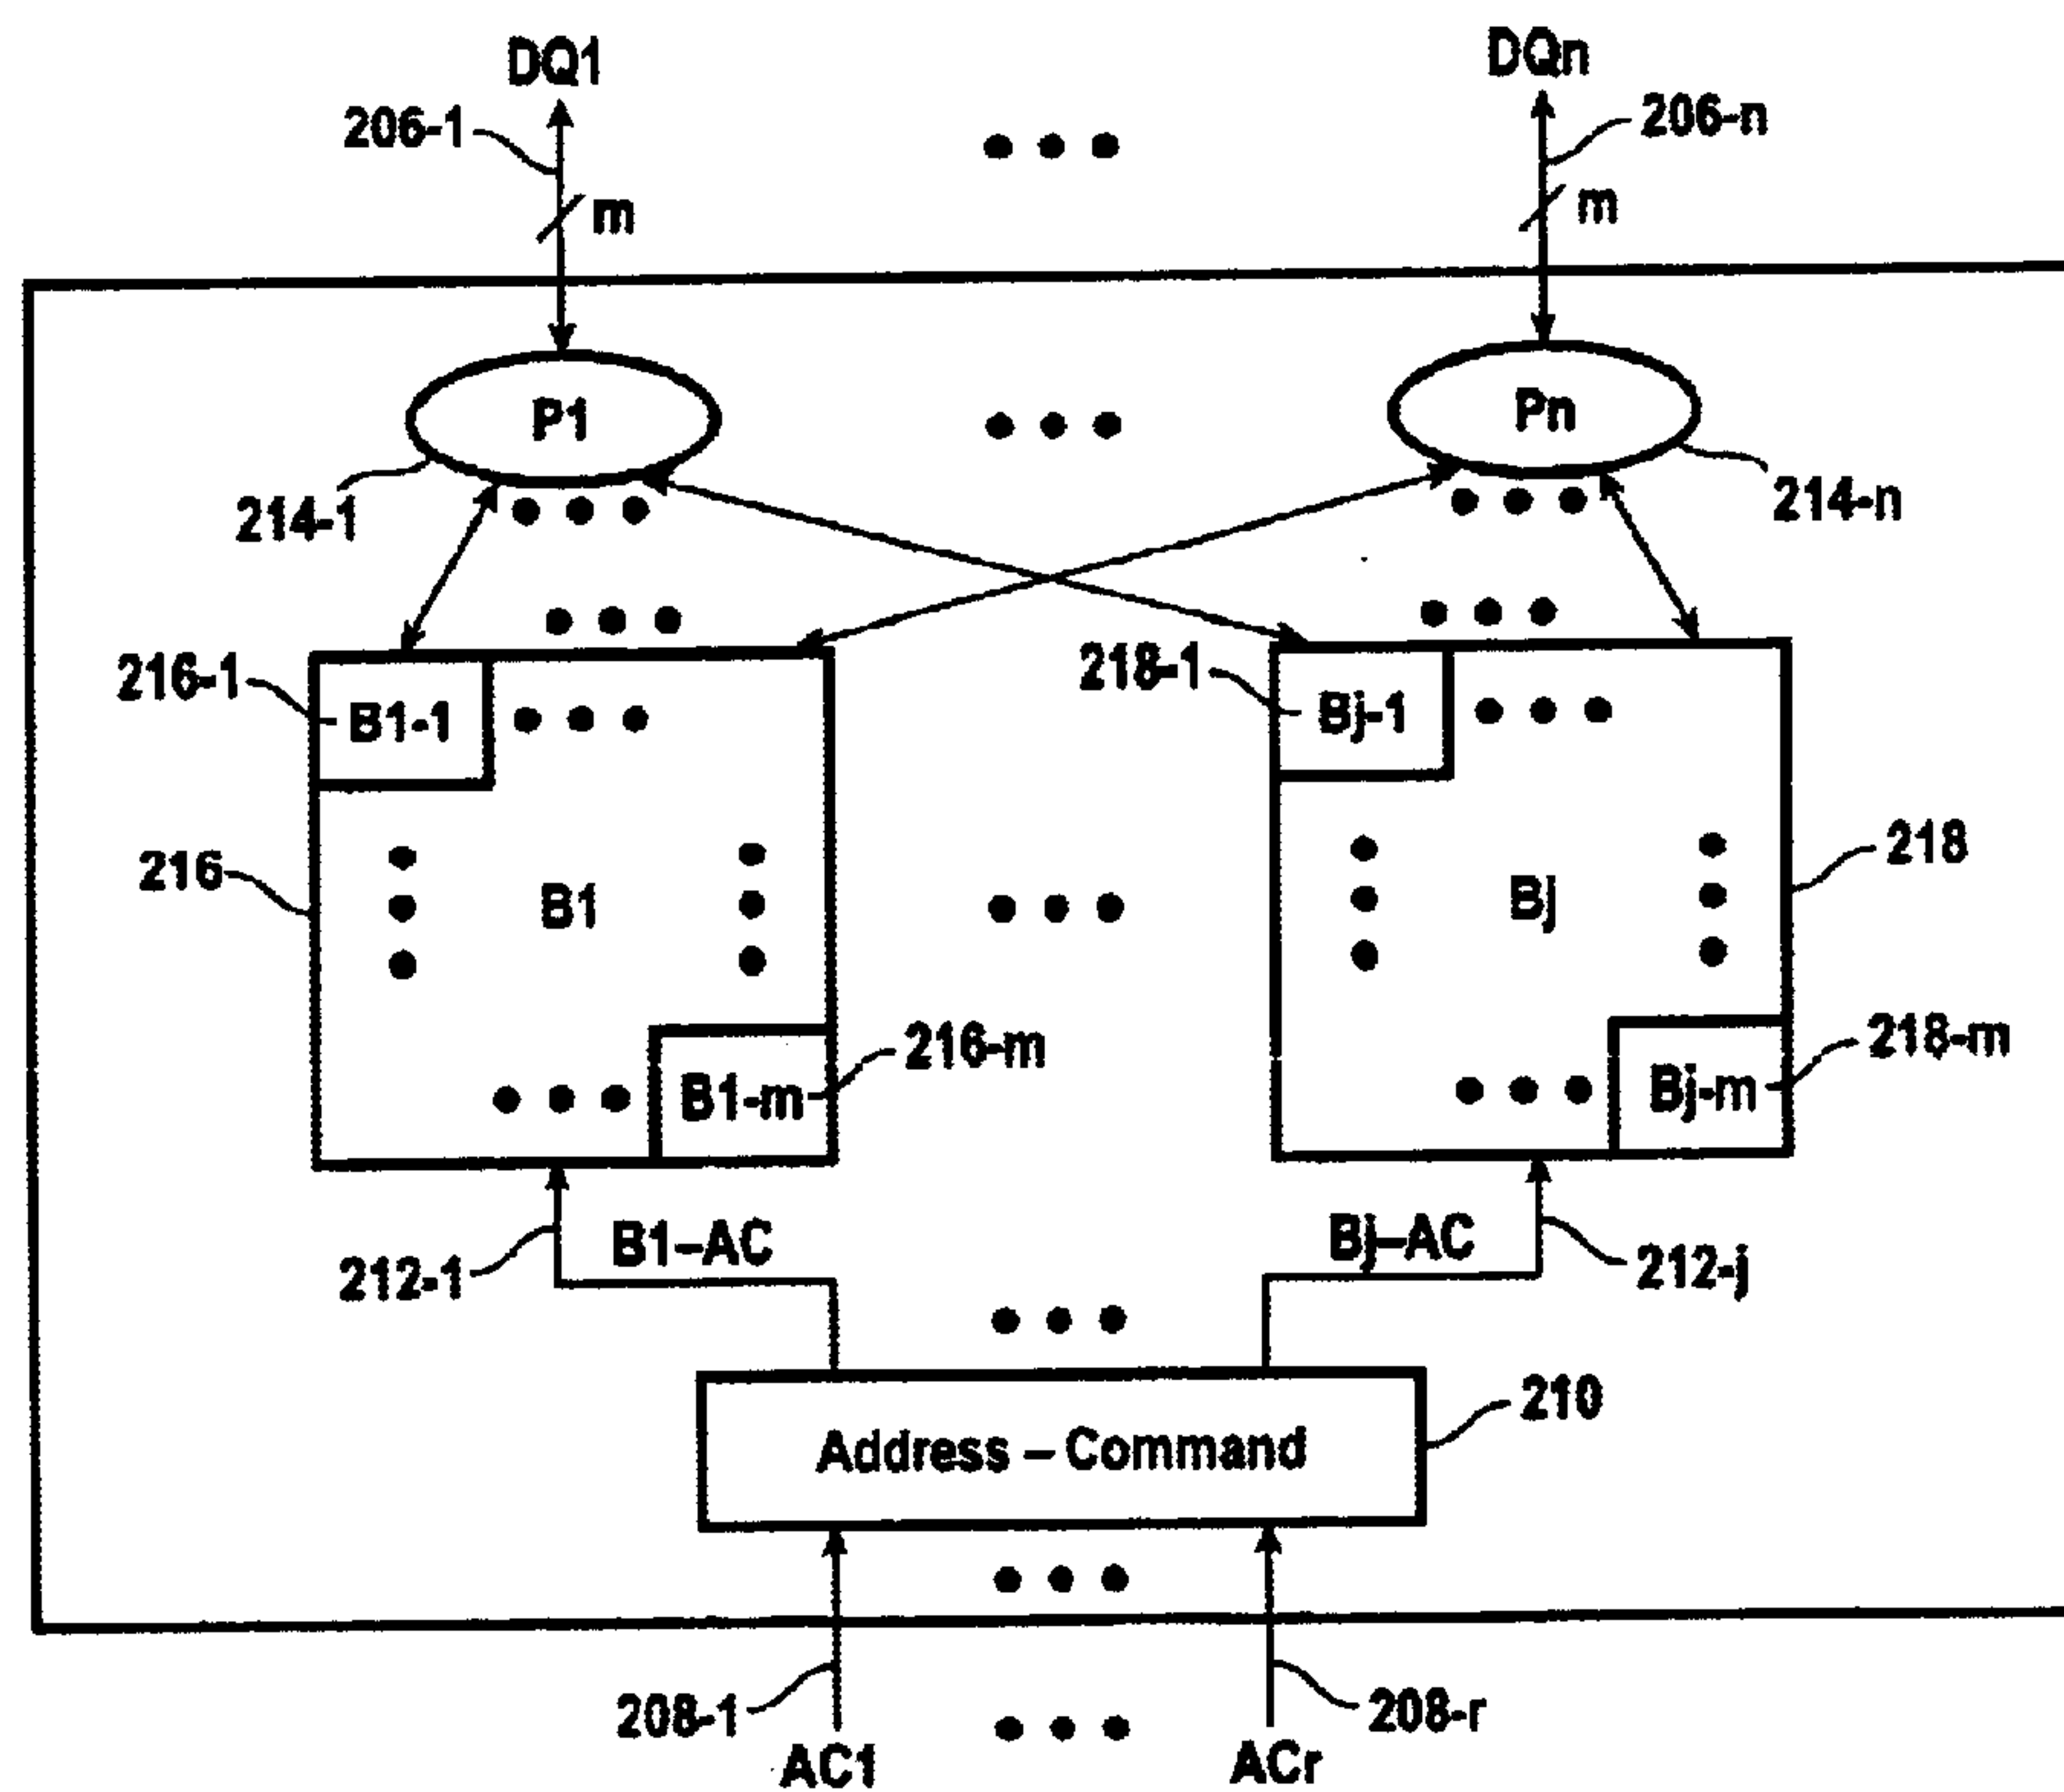 DQ1
DQn
206-1
206-n
m
m
P1
Pn
214-1
214-n
216-1
B1-1
218-1
Bj-1
216
B1
Bj
218
216-m
B1-m
218-m
Bj-m
B1–AC
Bj–AC
212-1
212-j
210
Address – Command
208-1
208-r
AC1
ACr